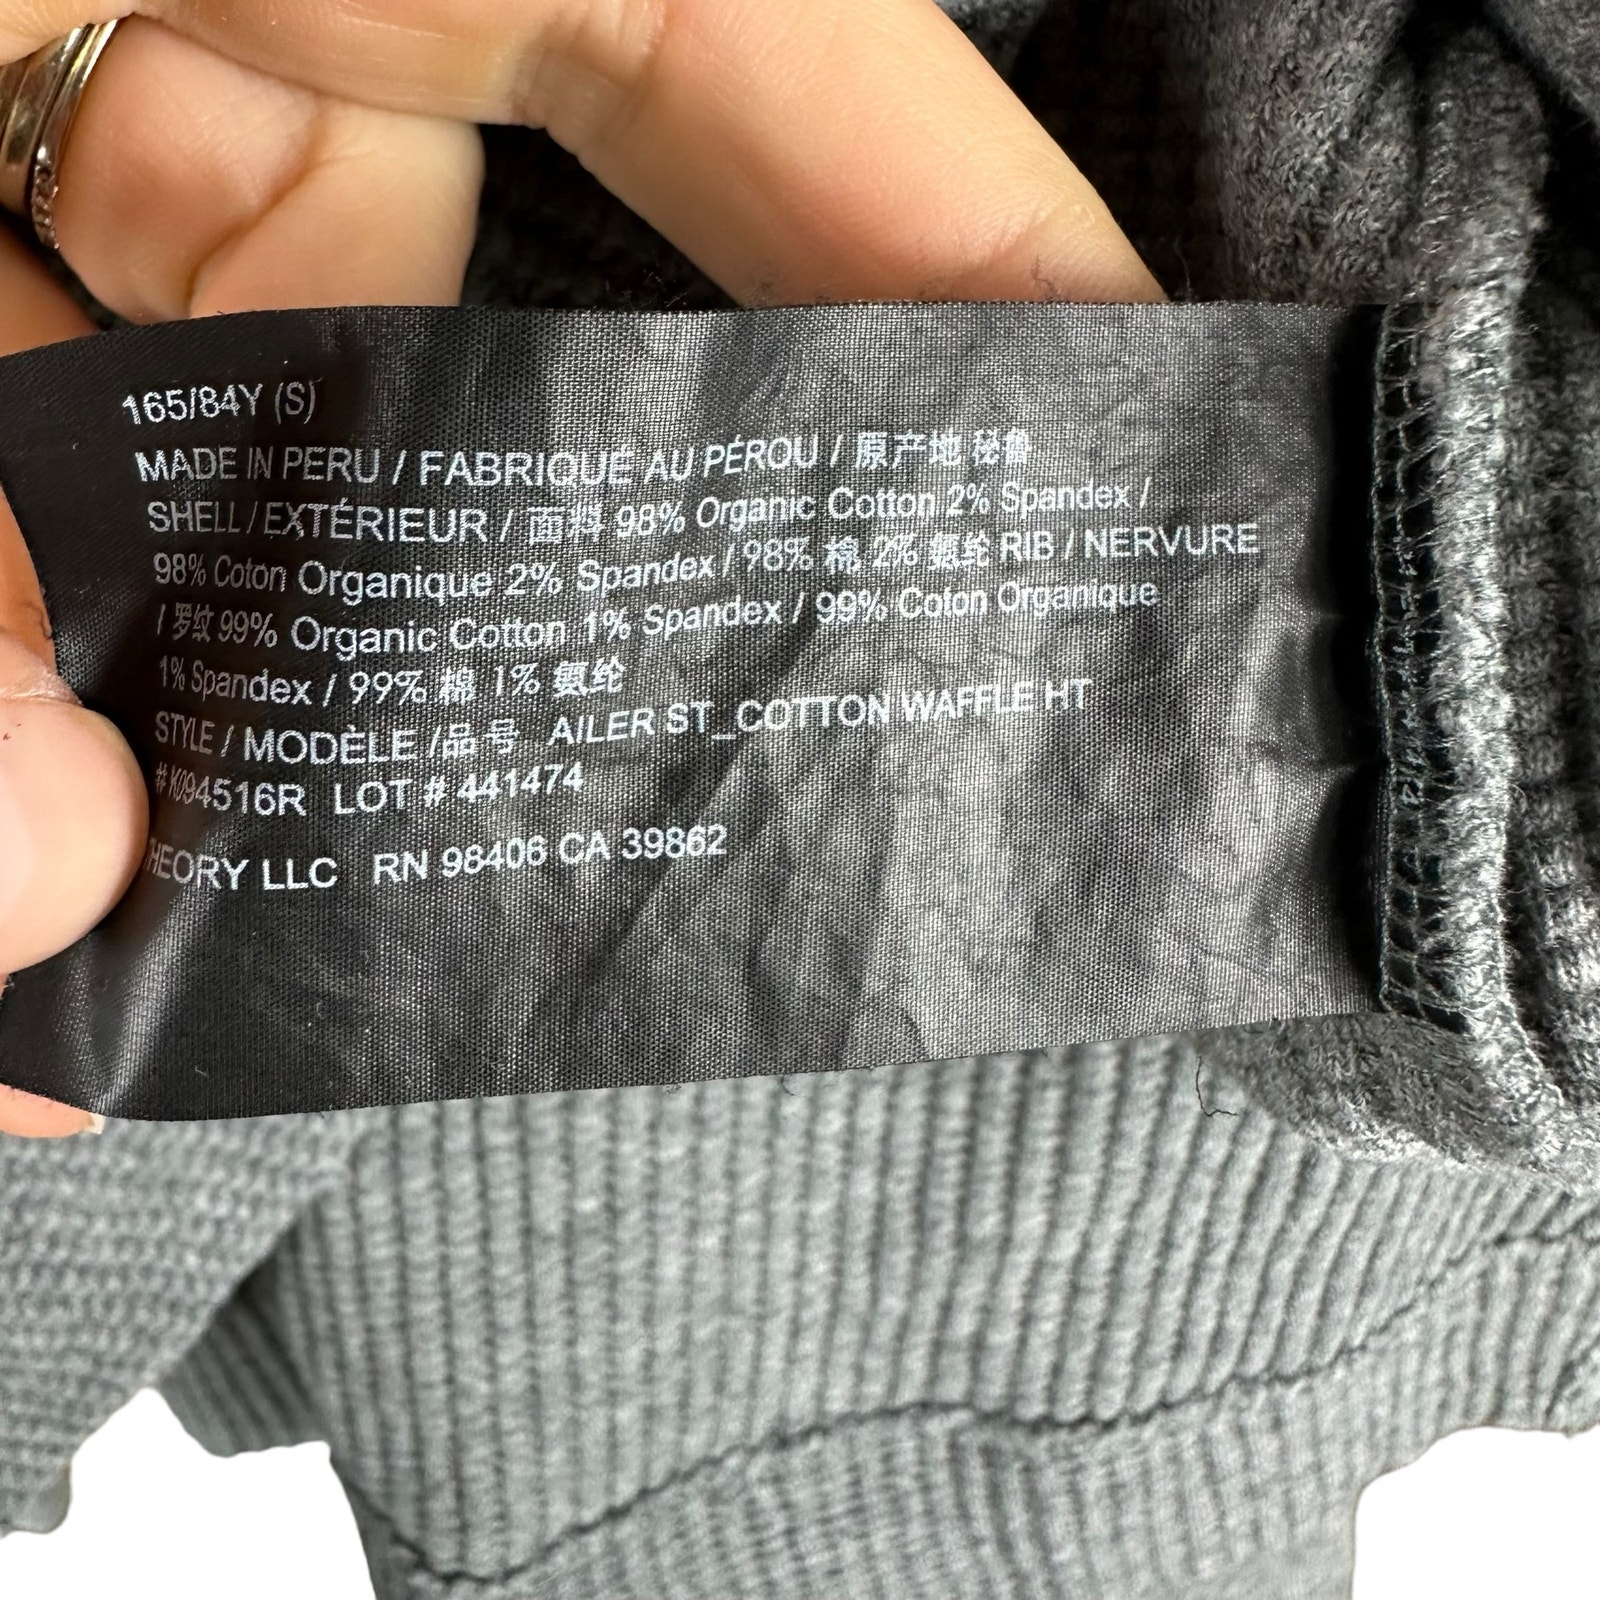 165/84Y (S)
MADE IN PERU / FABRIQUÉ AU PÉROU / 原产地 秘鲁
SHELL / EXTÉRIEUR / 面料 98% Organic Cotton 2% Spandex /
98% Coton Organique 2% Spandex / 98% 棉 2% 氨纶 RIB / NERVURE
/ 罗纹 99% Organic Cotton 1% Spandex / 99% Coton Organique
1% Spandex / 99% 棉 1% 氨纶
STYLE / MODÈLE /品号 AILER ST_COTTON WAFFLE HT
# K094516R LOT # 441474
THEORY LLC RN 98406 CA 39862